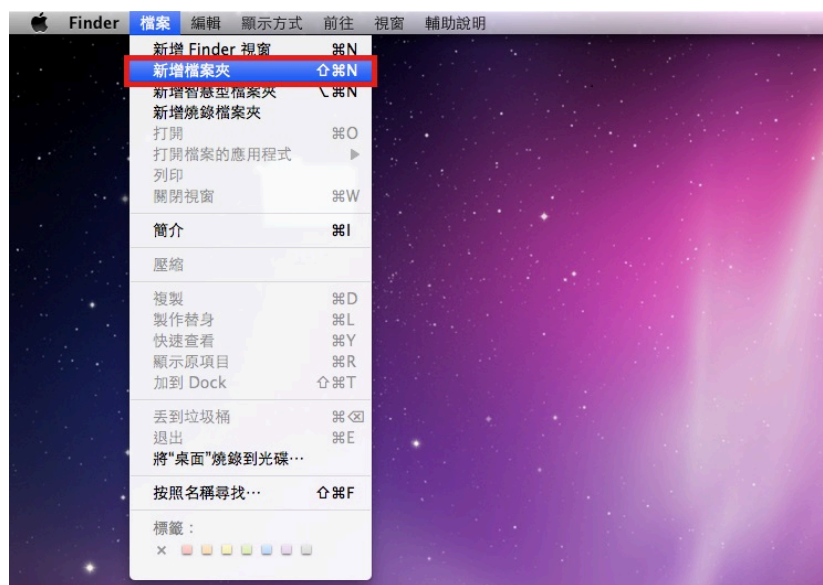 Finder 檔案 編輯 顯示方式 前往 視窗 輔助說明
新增 Finder 視窗 ⌘N
新增檔案夾 ⇧⌘N
新增智慧型檔案夾 ⌥⌘N
新增燒錄檔案夾
打開 ⌘O
打開檔案的應用程式 ▶
列印
關閉視窗 ⌘W
簡介 ⌘I
壓縮
複製 ⌘D
製作替身 ⌘L
快速查看 ⌘Y
顯示原項目 ⌘R
加到 Dock ⇧⌘T
丟到垃圾桶 ⌘⌫
退出 ⌘E
將“桌面”燒錄到光碟⋯
按照名稱尋找⋯ ⇧⌘F
標籤：
×